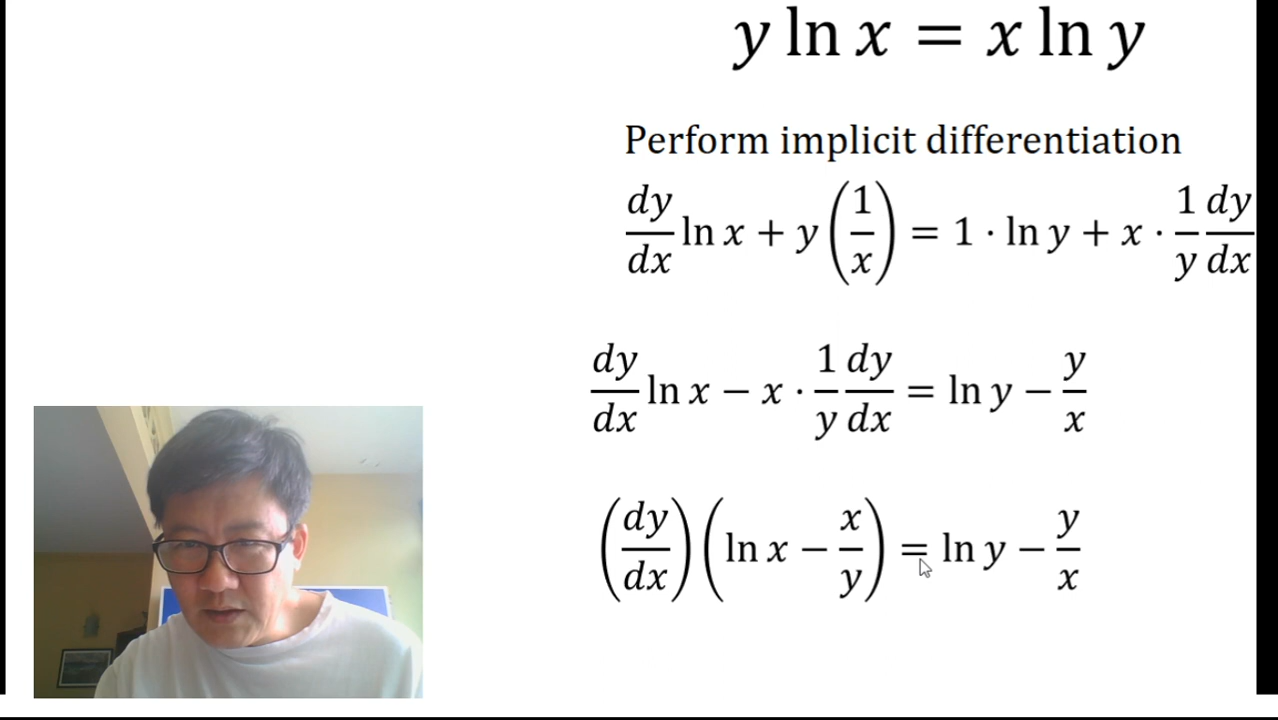 y ln x = x ln y
Perform implicit differentiation
dy/dx ln x + y (1/x) = 1 · ln y + x · 1/y dy/dx
dy/dx ln x − x · 1/y dy/dx = ln y − y/x
(dy/dx) (ln x − x/y) = ln y − y/x